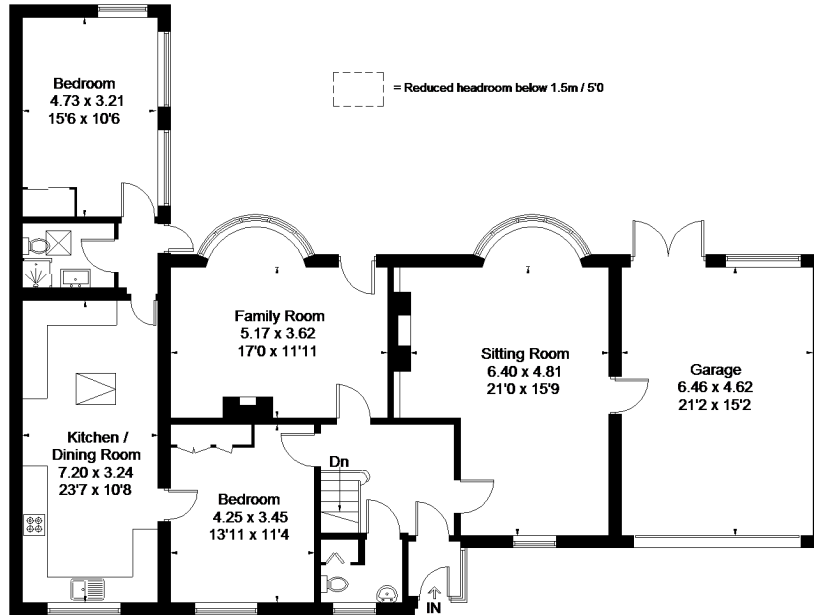 Bedroom
4.73 x 3.21
15'6 x 10'6
= Reduced headroom below 1.5m / 5'0
Family Room
5.17 x 3.62
17'0 x 11'11
Sitting Room
6.40 x 4.81
21'0 x 15'9
Garage
6.46 x 4.62
21'2 x 15'2
Kitchen /
Dining Room
7.20 x 3.24
23'7 x 10'8
Dn
Bedroom
4.25 x 3.45
13'11 x 11'4
IN